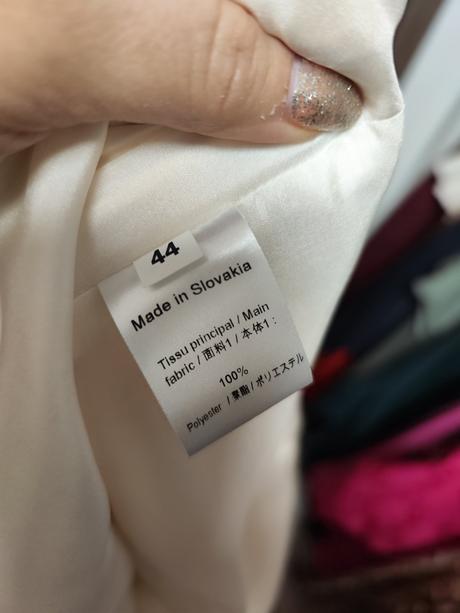 44
Made in Slovakia
Tissu principal / Main
fabric / 面料1 / 本体1 :
100%
Polyester / 聚酯 / ポリエステル